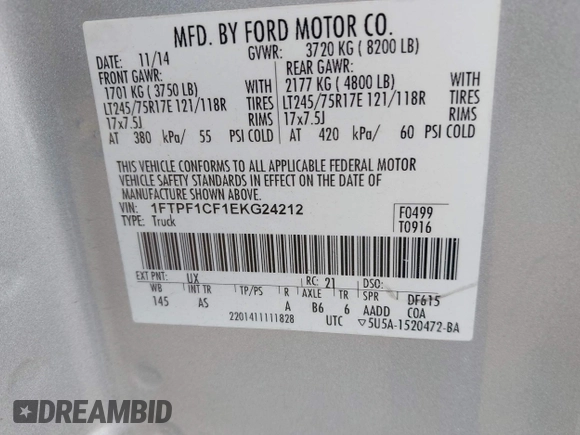 MFD. BY FORD MOTOR CO.
DATE: 11/14 GVWR: 3720 KG ( 8200 LB)
FRONT GAWR: REAR GAWR:
1701 KG ( 3750 LB) WITH 2177 KG ( 4800 LB) WITH
LT245/75R17E 121/118R TIRES LT245/75R17E 121/118R TIRES
17x7.5J RIMS 17x7.5J RIMS
AT 380 kPa/ 55 PSI COLD AT 420 kPa/ 60 PSI COLD
THIS VEHICLE CONFORMS TO ALL APPLICABLE FEDERAL MOTOR
VEHICLE SAFETY STANDARDS IN EFFECT ON THE DATE OF
MANUFACTURE SHOWN ABOVE.
VIN: 1FTPF1CF1EKG24212 F0499
TYPE: Truck T0916
EXT PNT: UX RC: 21 DSO:
WB INT TR TP/PS R AXLE TR SPR DF615
145 AS A B6 6 AADD COA
2201411111828 UTC ▽5U5A-1520472-BA
DREAMBID